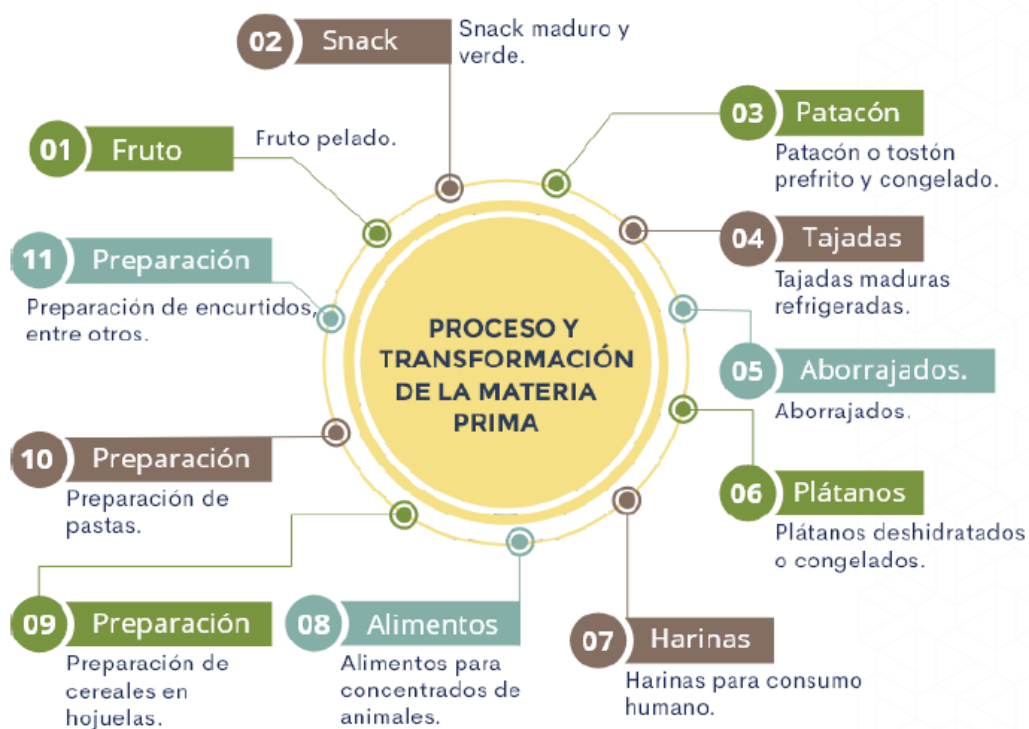 PROCESO Y
TRANSFORMACIÓN
DE LA MATERIA
PRIMA
01 Fruto
Fruto pelado.
02 Snack
Snack maduro y
verde.
03 Patacón
Patacón o tostón
prefrito y congelado.
04 Tajadas
Tajadas maduras
refrigeradas.
05 Aborrajados.
Aborrajados.
06 Plátanos
Plátanos deshidratados
o congelados.
07 Harinas
Harinas para consumo
humano.
08 Alimentos
Alimentos para
concentrados de
animales.
09 Preparación
Preparación de
cereales en
hojuelas.
10 Preparación
Preparación de
pastas.
11 Preparación
Preparación de encurtidos,
entre otros.